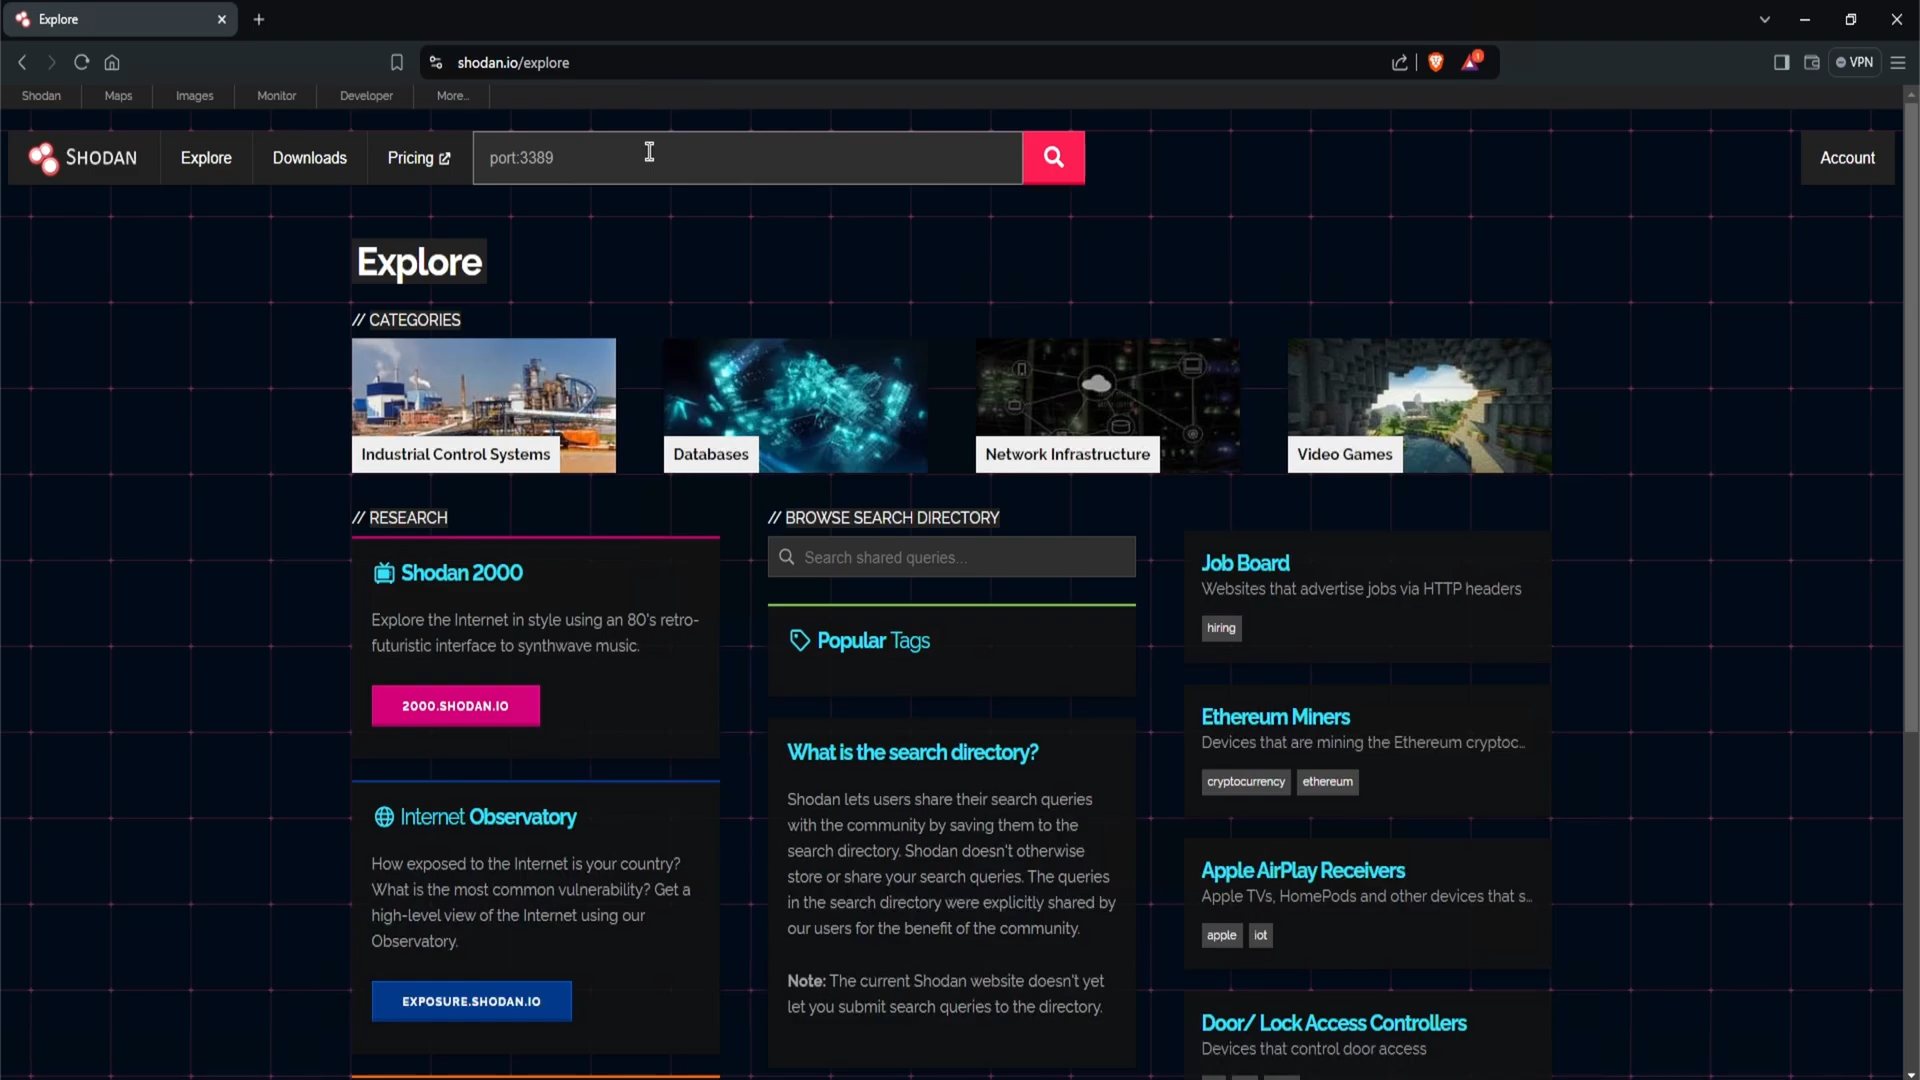 Explore
shodan.io/explore
1
VPN
Shodan
Maps
Images
Monitor
Developer
More...
SHODAN
Explore
Downloads
Pricing
port:3389
Account
Explore
// CATEGORIES
Industrial Control Systems
Databases
Network Infrastructure
Video Games
// RESEARCH
Shodan 2000
Explore the Internet in style using an 80's retro-
futuristic interface to synthwave music.
2000.SHODAN.IO
Internet Observatory
How exposed to the Internet is your country?
What is the most common vulnerability? Get a
high-level view of the Internet using our
Observatory.
EXPOSURE.SHODAN.IO
// BROWSE SEARCH DIRECTORY
Search shared queries...
Popular Tags
What is the search directory?
Shodan lets users share their search queries
with the community by saving them to the
search directory. Shodan doesn't otherwise
store or share your search queries. The queries
in the search directory were explicitly shared by
our users for the benefit of the community.
Note: The current Shodan website doesn't yet
let you submit search queries to the directory.
Job Board
Websites that advertise jobs via HTTP headers
hiring
Ethereum Miners
Devices that are mining the Ethereum cryptoc...
cryptocurrency
ethereum
Apple AirPlay Receivers
Apple TVs, HomePods and other devices that s...
apple
iot
Door/ Lock Access Controllers
Devices that control door access